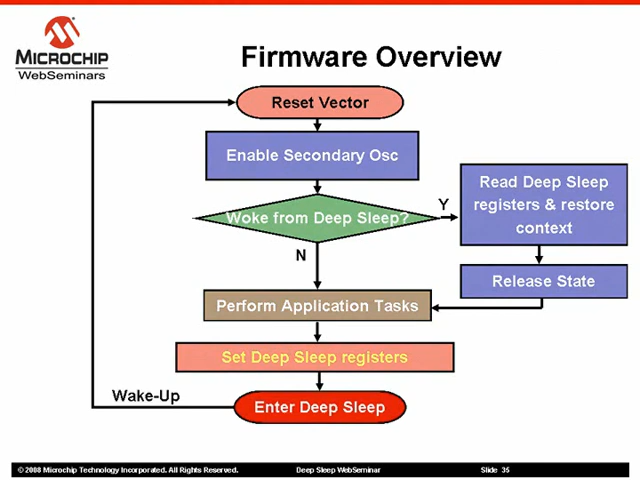 MICROCHIP
WebSeminars
Firmware Overview
Reset Vector
Enable Secondary Osc
Woke from Deep Sleep?
Y
Read Deep Sleep
registers & restore
context
N
Release State
Perform Application Tasks
Set Deep Sleep registers
Wake-Up
Enter Deep Sleep
© 2008 Microchip Technology Incorporated. All Rights Reserved. Deep Sleep WebSeminar Slide 35